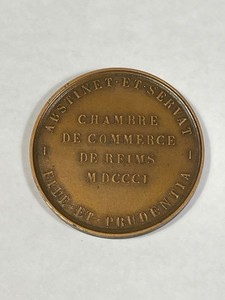 ABSTINET·ET·SERVAT
CHAMBRE
DE COMMERCE
DE REIMS
MDCCCI
FIDE·ET·PRUDENTIA